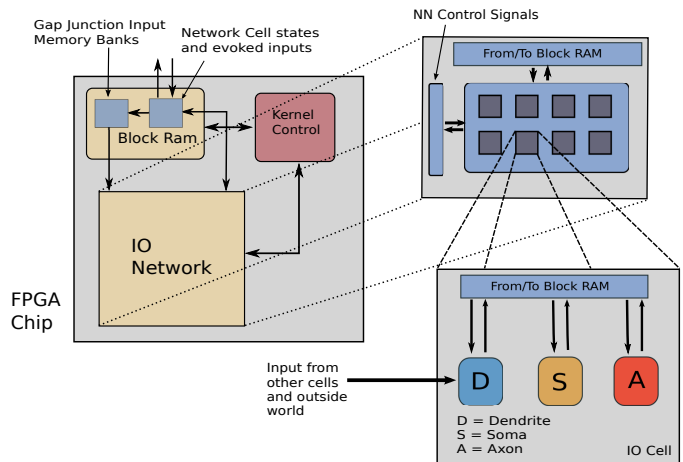 Gap Junction Input
Memory Banks
Network Cell states
and evoked inputs
NN Control Signals
From/To Block RAM
Block Ram
Kernel
Control
IO
Network
FPGA
Chip
From/To Block RAM
Input from
other cells
and outside
world
D
S
A
D = Dendrite
S = Soma
A = Axon
IO Cell